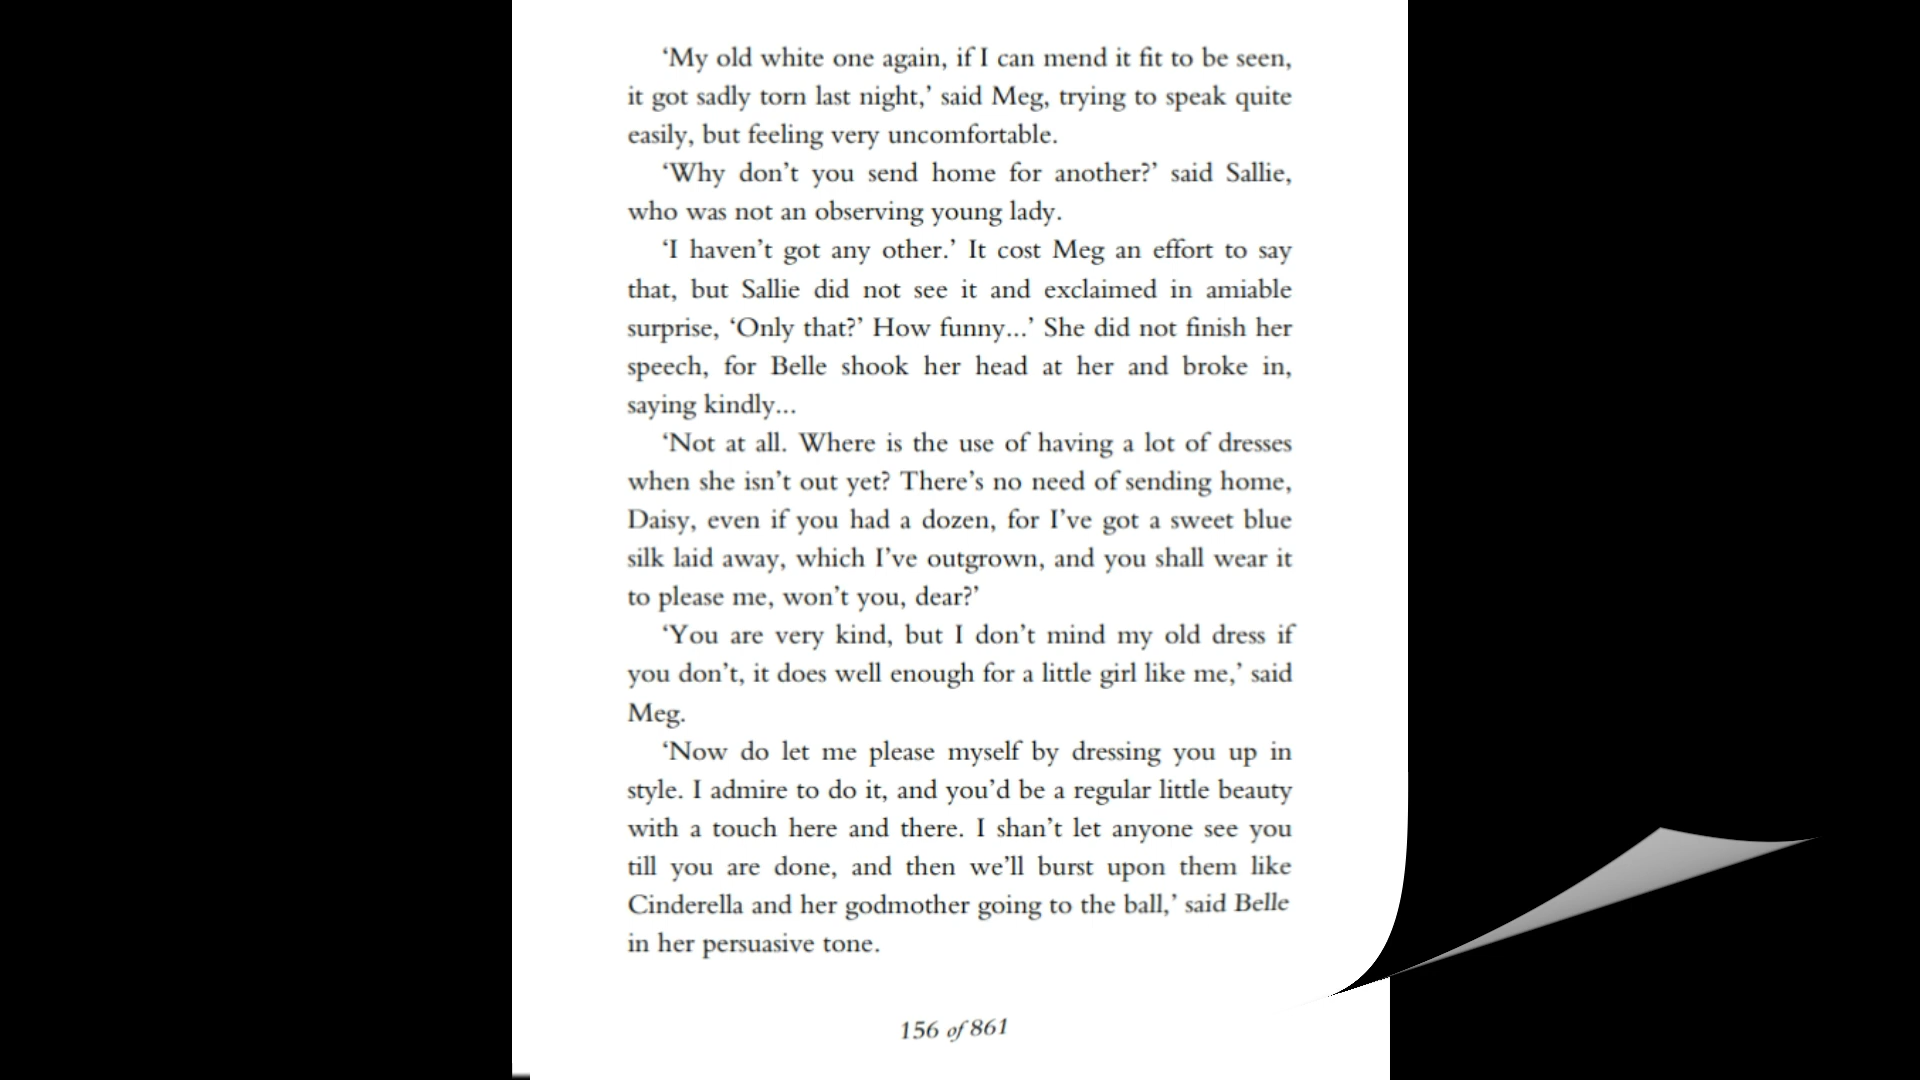 ‘My old white one again, if I can mend it fit to be seen,
it got sadly torn last night,’ said Meg, trying to speak quite
easily, but feeling very uncomfortable.
‘Why don’t you send home for another?’ said Sallie,
who was not an observing young lady.
‘I haven’t got any other.’ It cost Meg an effort to say
that, but Sallie did not see it and exclaimed in amiable
surprise, ‘Only that?’ How funny...’ She did not finish her
speech, for Belle shook her head at her and broke in,
saying kindly...
‘Not at all. Where is the use of having a lot of dresses
when she isn’t out yet? There’s no need of sending home,
Daisy, even if you had a dozen, for I’ve got a sweet blue
silk laid away, which I’ve outgrown, and you shall wear it
to please me, won’t you, dear?’
‘You are very kind, but I don’t mind my old dress if
you don’t, it does well enough for a little girl like me,’ said
Meg.
‘Now do let me please myself by dressing you up in
style. I admire to do it, and you’d be a regular little beauty
with a touch here and there. I shan’t let anyone see you
till you are done, and then we’ll burst upon them like
Cinderella and her godmother going to the ball,’ said Belle
in her persuasive tone.
156 of 861